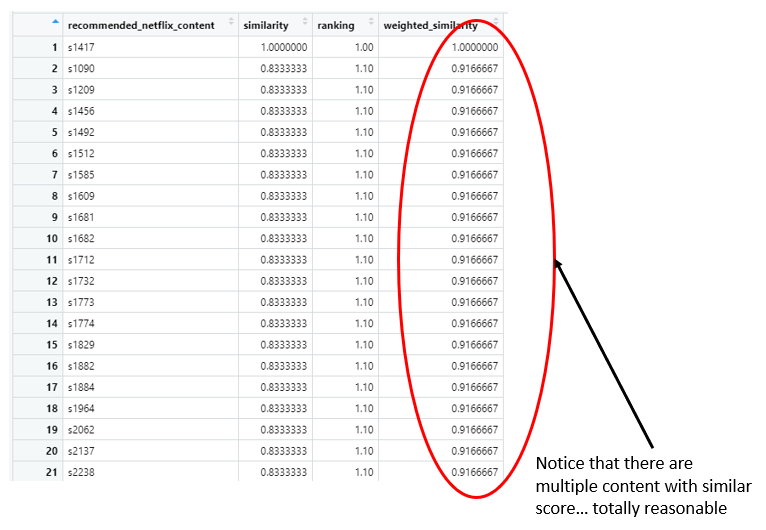 recommended_netflix_content similarity ranking weighted_similarity
1 s1417 1.0000000 1.00 1.0000000
2 s1090 0.8333333 1.10 0.9166667
3 s1209 0.8333333 1.10 0.9166667
4 s1456 0.8333333 1.10 0.9166667
5 s1492 0.8333333 1.10 0.9166667
6 s1512 0.8333333 1.10 0.9166667
7 s1585 0.8333333 1.10 0.9166667
8 s1609 0.8333333 1.10 0.9166667
9 s1681 0.8333333 1.10 0.9166667
10 s1682 0.8333333 1.10 0.9166667
11 s1712 0.8333333 1.10 0.9166667
12 s1732 0.8333333 1.10 0.9166667
13 s1773 0.8333333 1.10 0.9166667
14 s1774 0.8333333 1.10 0.9166667
15 s1829 0.8333333 1.10 0.9166667
16 s1882 0.8333333 1.10 0.9166667
17 s1884 0.8333333 1.10 0.9166667
18 s1964 0.8333333 1.10 0.9166667
19 s2062 0.8333333 1.10 0.9166667
20 s2137 0.8333333 1.10 0.9166667
21 s2238 0.8333333 1.10 0.9166667
Notice that there are
multiple content with similar
score... totally reasonable